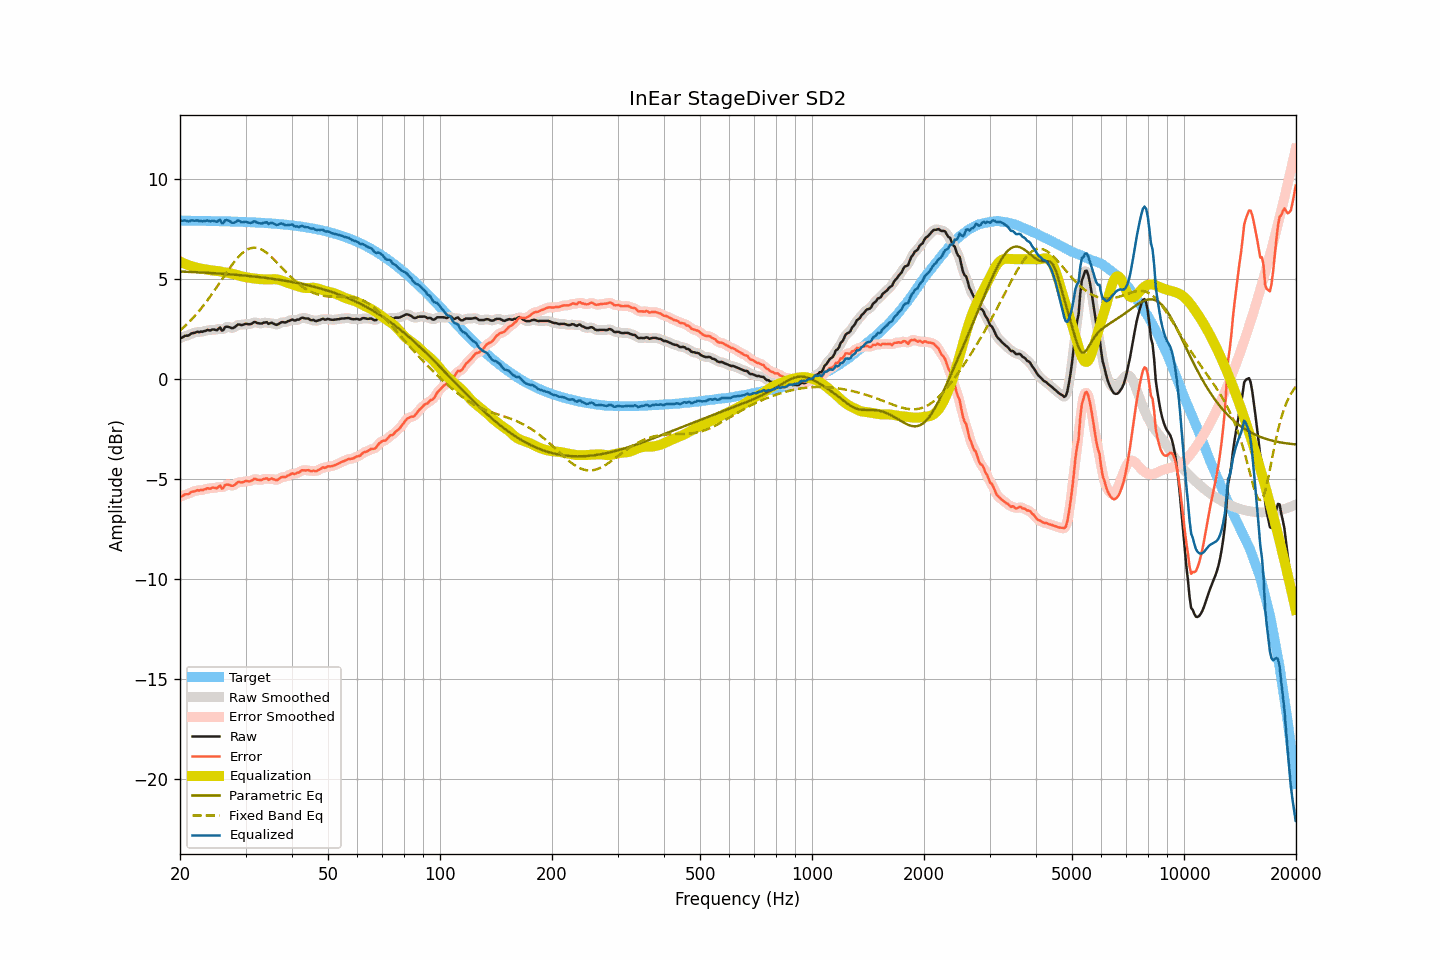 InEar StageDiver SD2
10
5
0
−5
−10
−15
−20
Amplitude (dBr)
Target
Raw Smoothed
Error Smoothed
Raw
Error
Equalization
Parametric Eq
Fixed Band Eq
Equalized
20 50 100 200 500 1000 2000 5000 10000 20000
Frequency (Hz)